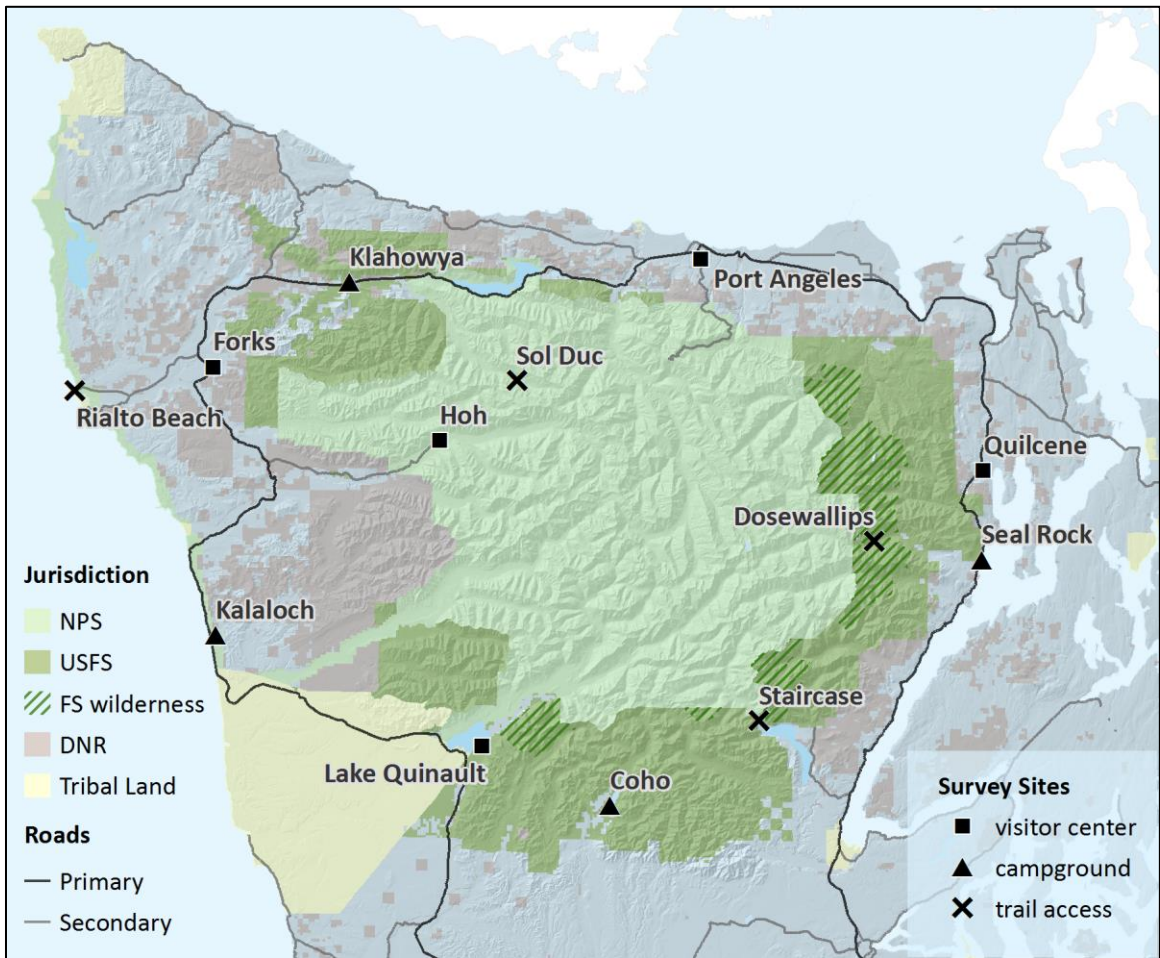 Klahowya
Port Angeles
Forks
Sol Duc
Rialto Beach
Hoh
Quilcene
Dosewallips
Seal Rock
Kalaloch
Staircase
Lake Quinault
Coho
Jurisdiction
NPS
USFS
FS wilderness
DNR
Tribal Land
Roads
Primary
Secondary
Survey Sites
visitor center
campground
trail access